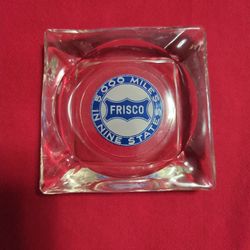 5000 MILES
FRISCO
IN NINE STATES